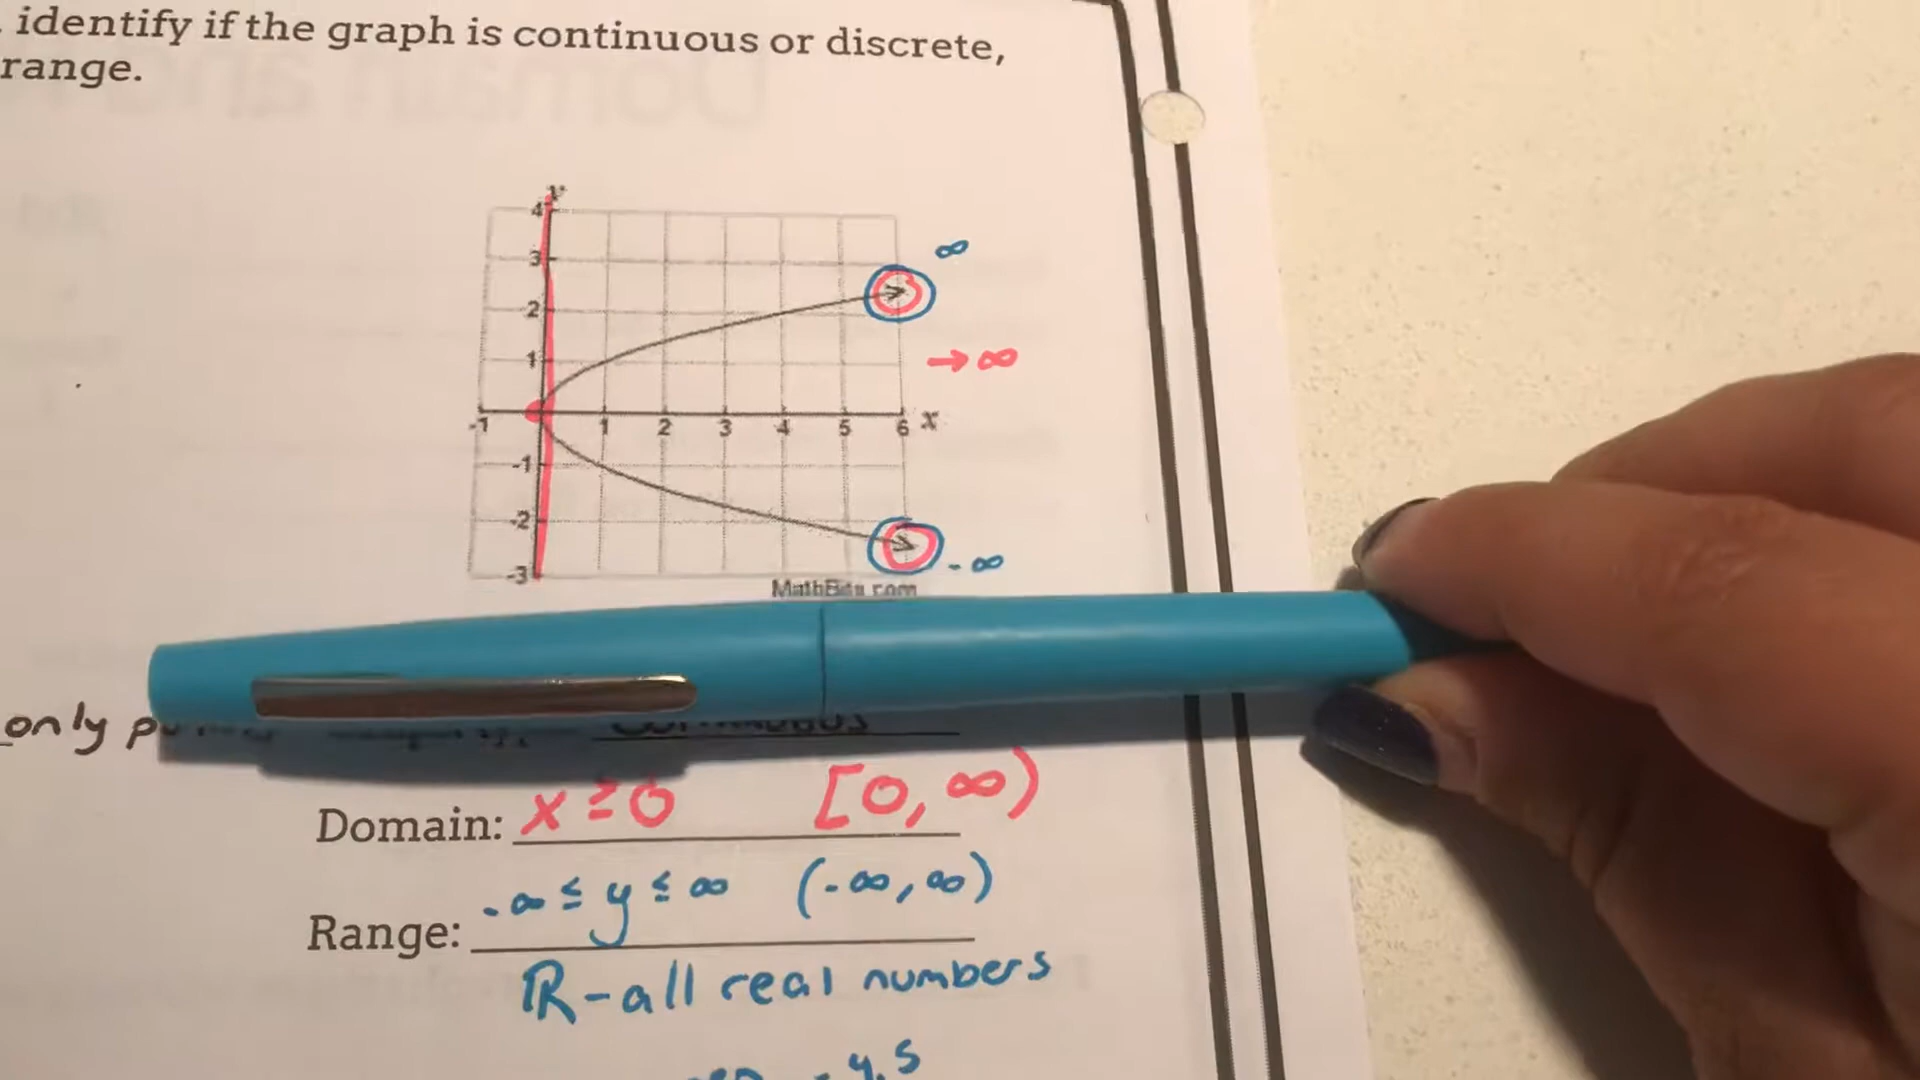 identify if the graph is continuous or discrete,
range.
y
4
∞
3
2
1
→ ∞
-1 1 2 3 4 5 6 x
-1
-2
-∞
-3
MathBits.com
only
Domain: x ≥ 0 [0, ∞)
Range: -∞ ≤ y ≤ ∞ (-∞, ∞)
ℝ - all real numbers